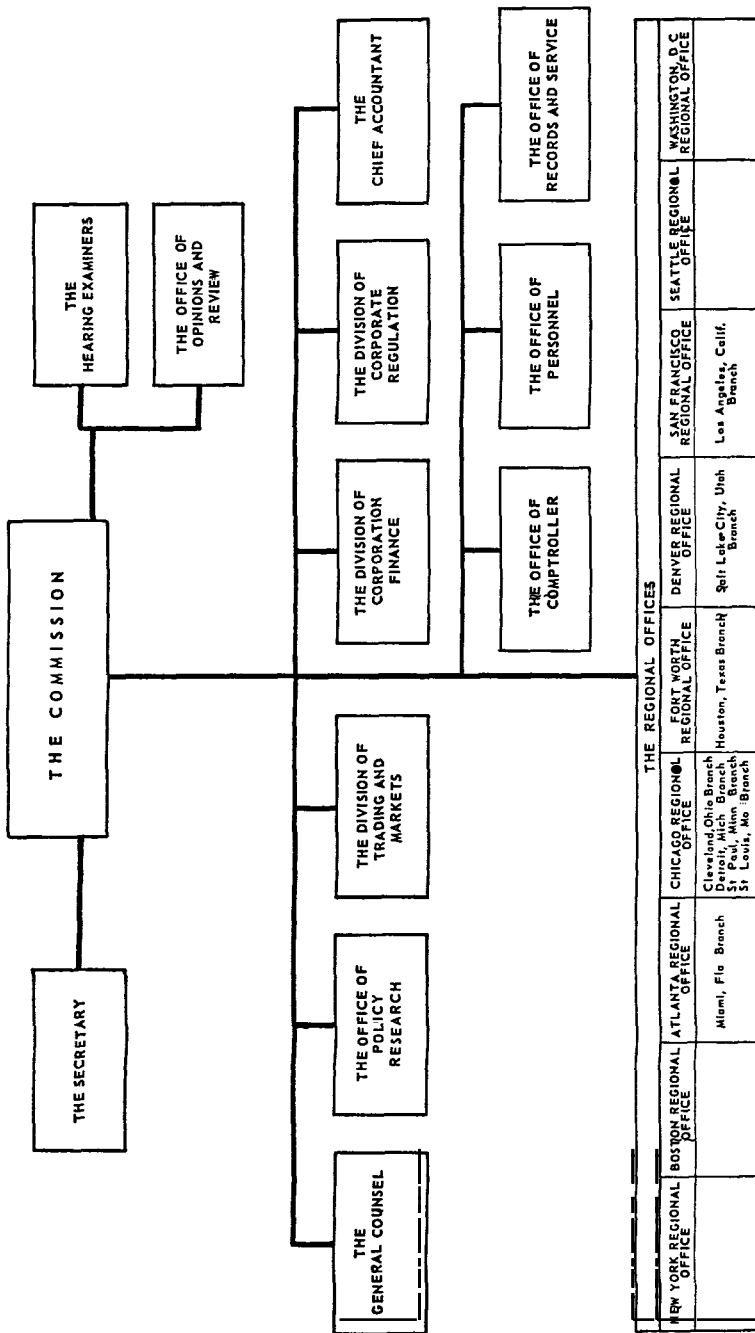 THE COMMISSION
THE SECRETARY
THE
HEARING EXAMINERS
THE OFFICE OF
OPINIONS AND
REVIEW
THE
GENERAL COUNSEL
THE OFFICE OF
POLICY
RESEARCH
THE DIVISION OF
TRADING AND
MARKETS
THE DIVISION OF
CORPORATION
FINANCE
THE DIVISION OF
CORPORATE
REGULATION
THE
CHIEF ACCOUNTANT
THE OFFICE OF
COMPTROLLER
THE OFFICE OF
PERSONNEL
THE OFFICE OF
RECORDS AND SERVICE
THE REGIONAL OFFICES
NEW YORK REGIONAL
OFFICE
BOSTON REGIONAL
OFFICE
ATLANTA REGIONAL
OFFICE
Miami, Fla Branch
CHICAGO REGIONAL
OFFICE
Cleveland, Ohio Branch
Detroit, Mich Branch
St Paul, Minn Branch
St Louis, Mo Branch
FORT WORTH
REGIONAL OFFICE
Houston, Texas Branch
DENVER REGIONAL
OFFICE
Salt Lake City, Utah
Branch
SAN FRANCISCO
REGIONAL OFFICE
Los Angeles, Calif.
Branch
SEATTLE REGIONAL
OFFICE
WASHINGTON, D.C
REGIONAL OFFICE